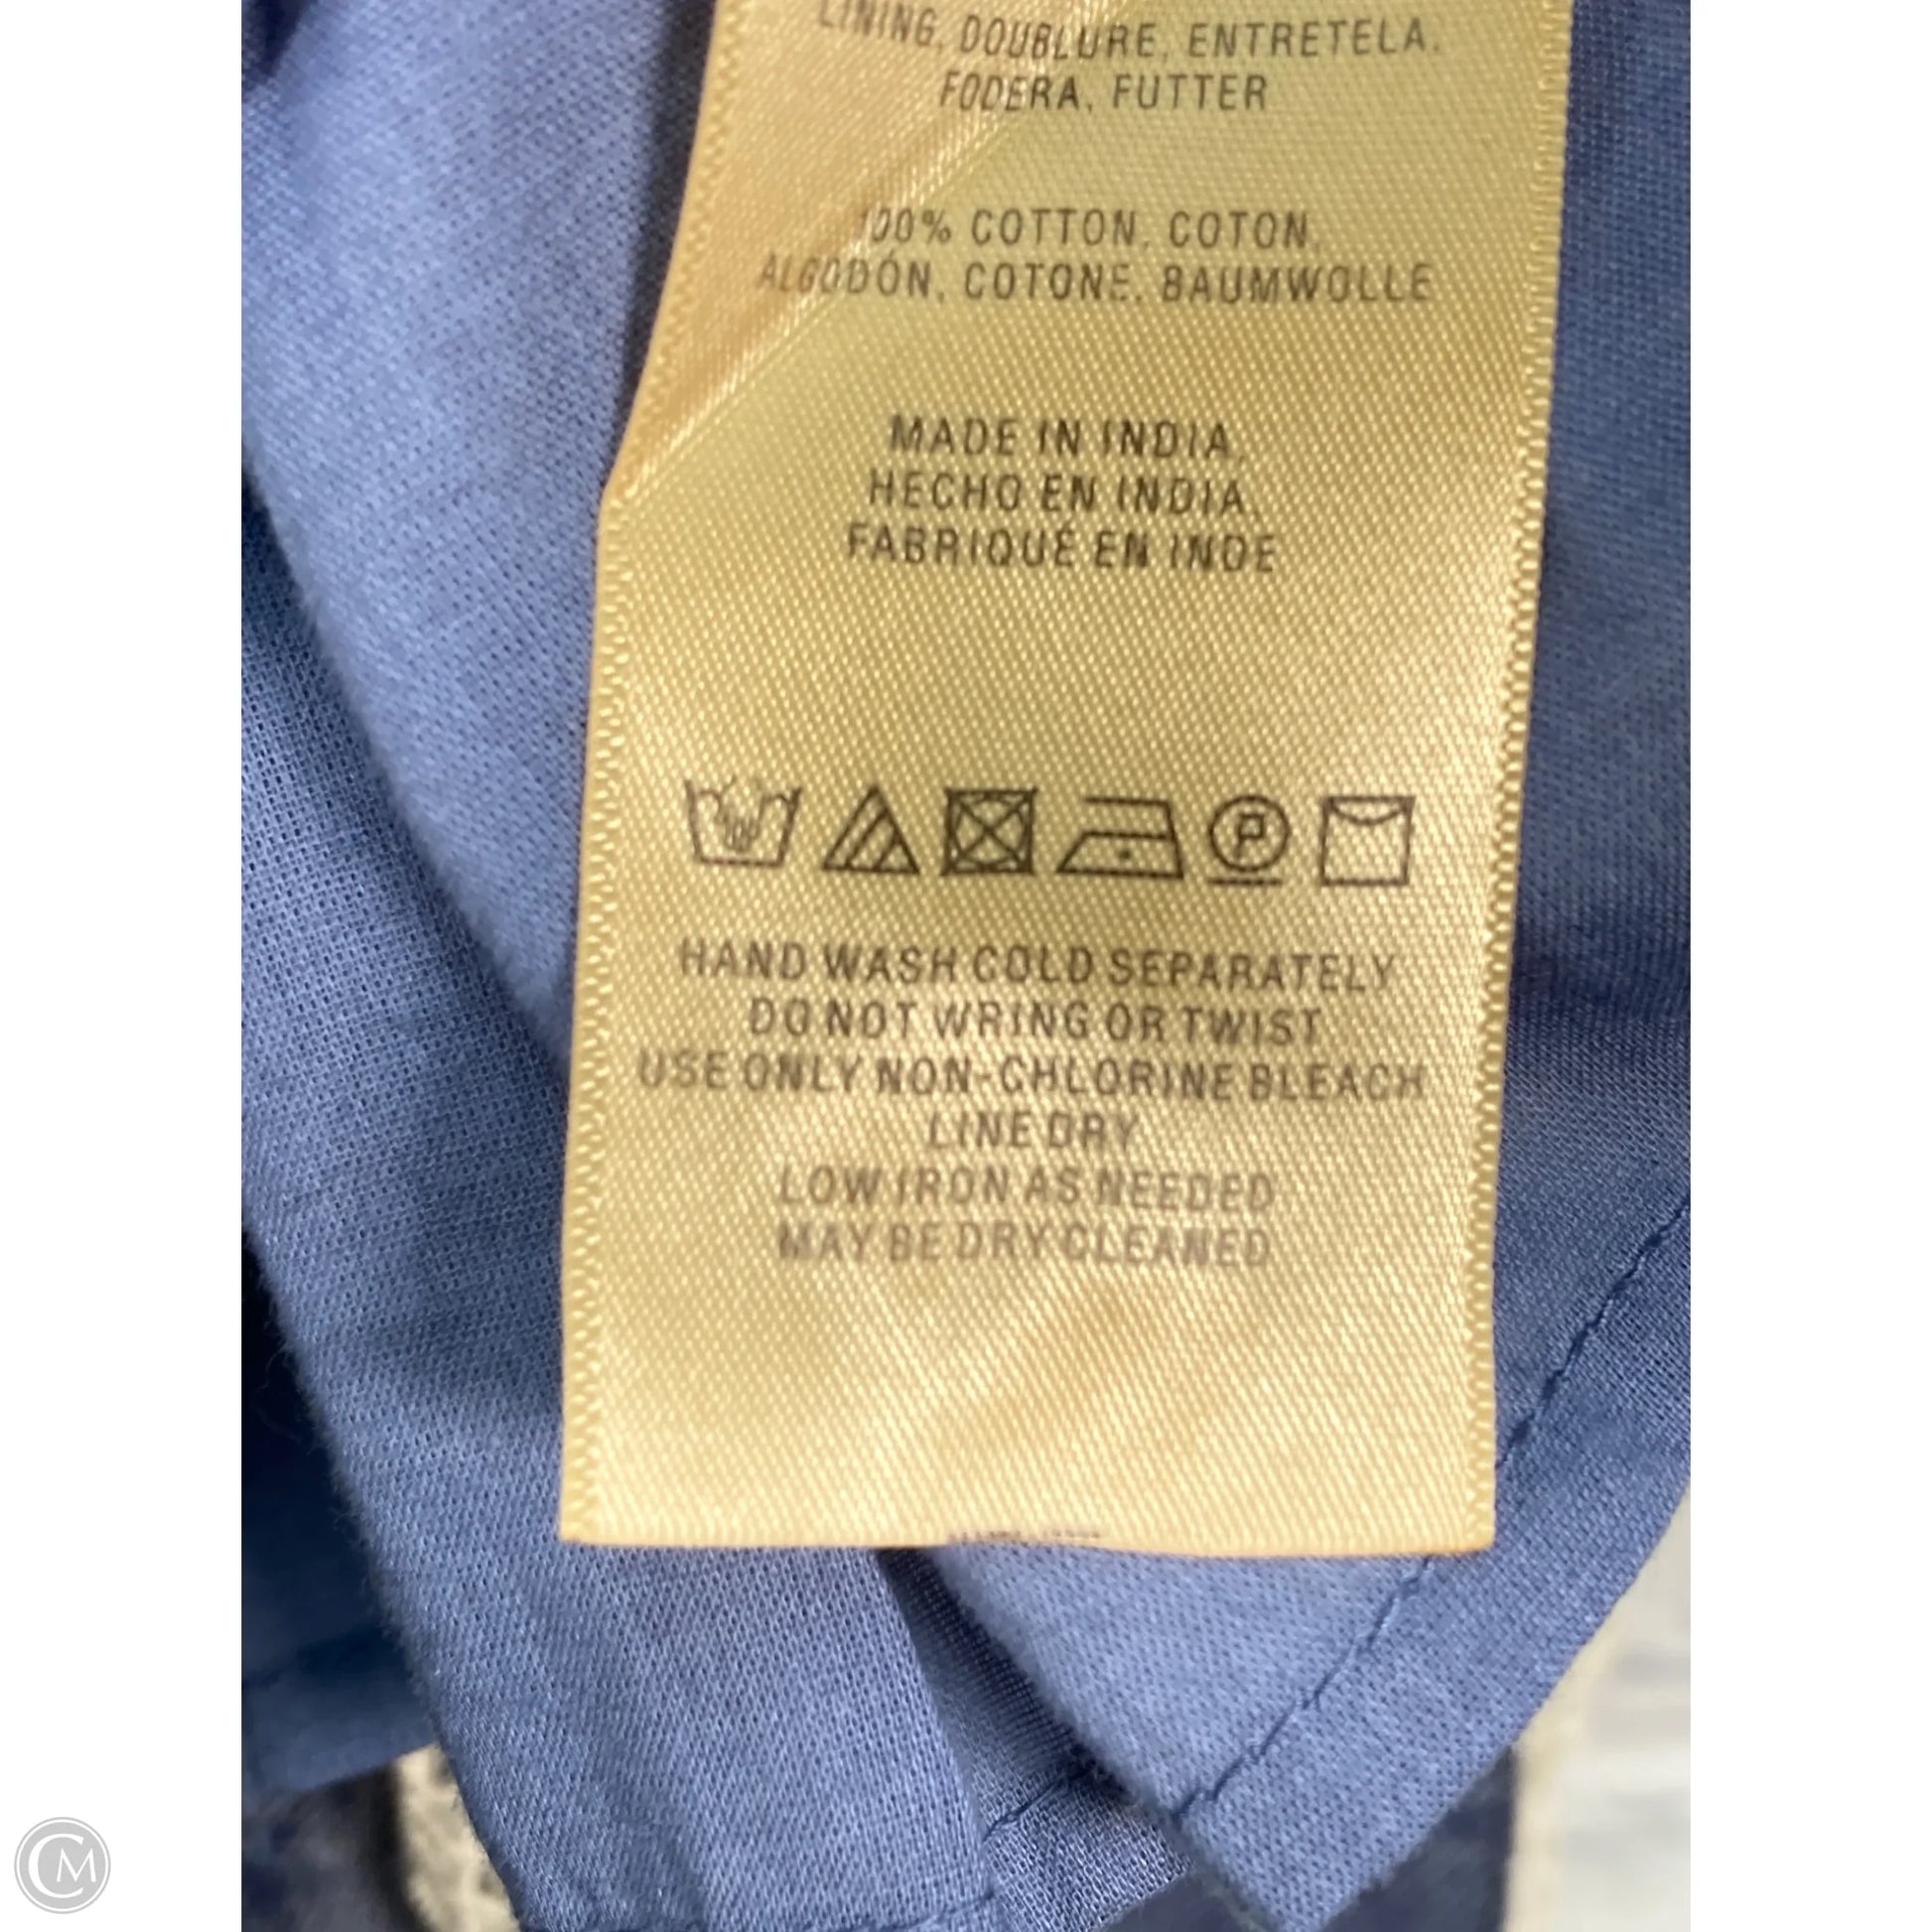 LINING, DOUBLURE, ENTRETELA,
FODERA, FUTTER
100% COTTON, COTON,
ALGODÓN, COTONE, BAUMWOLLE
MADE IN INDIA,
HECHO EN INDIA,
FABRIQUÉ EN INDE
P
HAND WASH COLD SEPARATELY
DO NOT WRING OR TWIST
USE ONLY NON-CHLORINE BLEACH
LINE DRY
LOW IRON AS NEEDED
MAY BE DRY CLEANED
CM